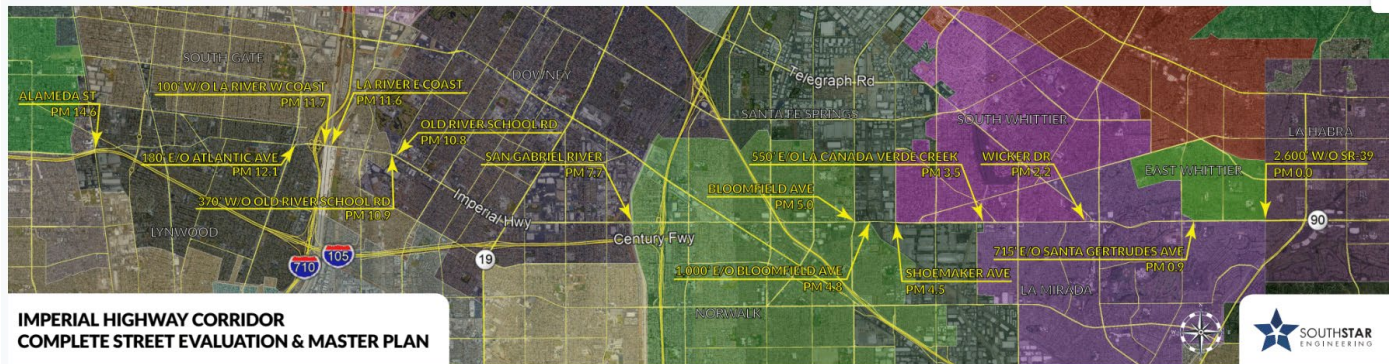 SOUTH GATE
DOWNEY
100' W/O LA RIVER W COAST
PM 11.7
LA RIVER E COAST
PM 11.6
Telegraph Rd
ALAMEDA ST
PM 14.6
OLD RIVER SCHOOL RD
PM 10.8
SANTA FE SPRINGS
SOUTH WHITTIER
LA HABRA
180' E/O ATLANTIC AVE
PM 12.1
SAN GABRIEL RIVER
PM 7.7
550' E/O LA CANADA VERDE CREEK
PM 3.5
WICKER DR
PM 2.2
2,600' W/O SR-39
PM 0.0
EAST WHITTIER
370' W/O OLD RIVER SCHOOL RD
PM 10.9
Imperial Hwy
BLOOMFIELD AVE
PM 5.0
90
LYNWOOD
Century Fwy
710
105
19
1,000' E/O BLOOMFIELD AVE
PM 4.8
SHOEMAKER AVE
PM 4.5
715' E/O SANTA GERTRUDES AVE
PM 0.9
LA MIRADA
NORWALK
IMPERIAL HIGHWAY CORRIDOR
COMPLETE STREET EVALUATION & MASTER PLAN
SOUTHSTAR
ENGINEERING